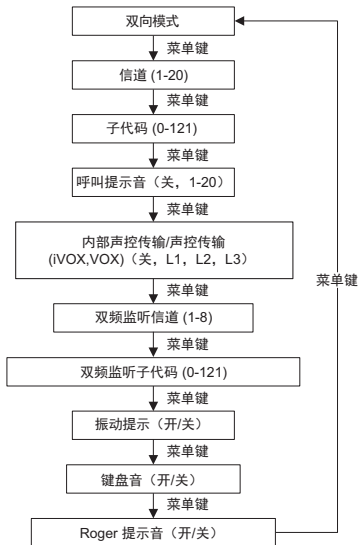 双向模式
菜单键
信道 (1-20)
菜单键
子代码 (0-121)
菜单键
呼叫提示音（关，1-20）
菜单键
内部声控传输/声控传输
(iVOX,VOX)（关，L1，L2，L3）
菜单键
双频监听信道 (1-8)
菜单键
双频监听子代码 (0-121)
菜单键
振动提示（开/关）
菜单键
键盘音（开/关）
菜单键
Roger 提示音（开/关）
菜单键